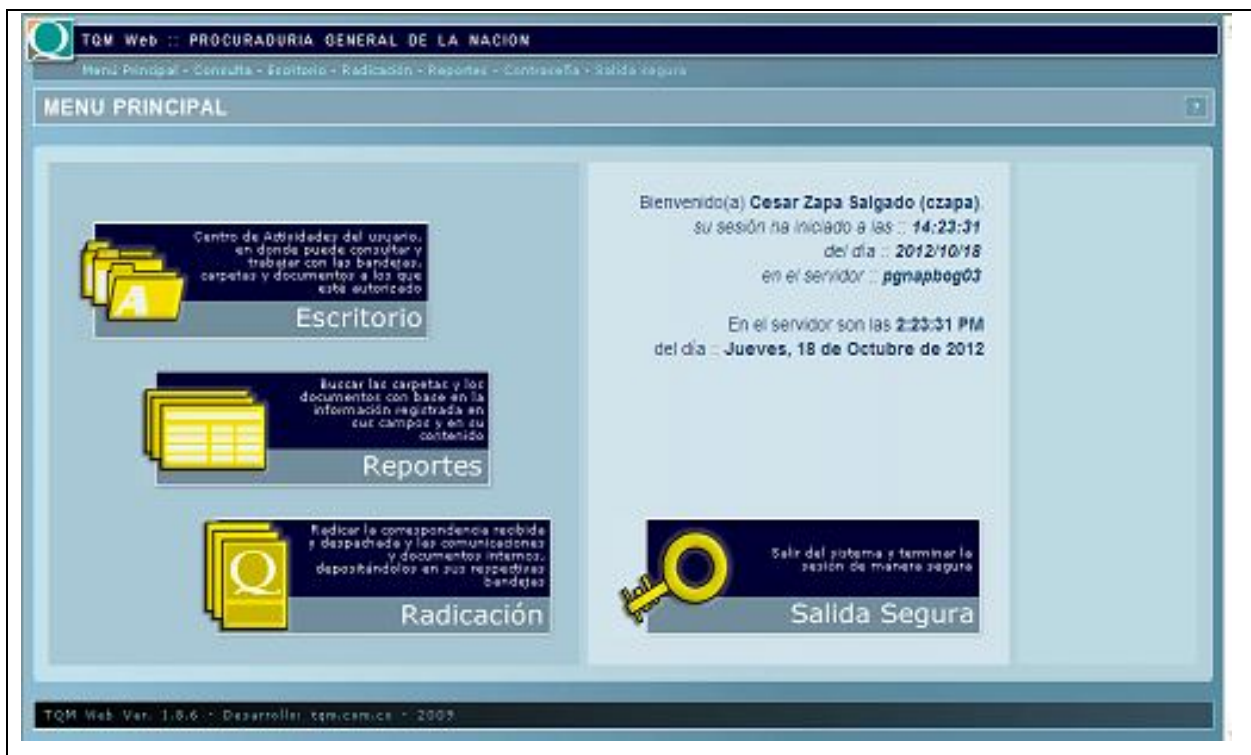 TQM Web :: PROCURADURIA GENERAL DE LA NACION
Menú Principal - Consulta - Escritorio - Radicación - Reportes - Contraseña - Salida segura
MENU PRINCIPAL
?
Centro de Actividades del usuario,
en donde puede consultar y
trabajar con las bandejas,
carpetas y documentos a los que
esté autorizado
A
Escritorio
Buscar las carpetas y los
documentos con base en la
información registrada en
sus campos y en su
contenido
Reportes
Radicar la correspondencia recibida
y despachada y las comunicaciones
y documentos internos,
depositándolos en sus respectivas
bandejas
Q
Radicación
Bienvenido(a) Cesar Zapa Salgado (czapa)
su sesión ha iniciado a las :: 14:23:31
del día :: 2012/10/18
en el servidor :: pgnapbog03
En el servidor son las 2:23:31 PM
del día :: Jueves, 18 de Octubre de 2012
Salir del sistema y terminar la
sesión de manera segura
Salida Segura
TQM Web Ver. 1.8.6 - Desarrollo: tqm.com.co - 2009